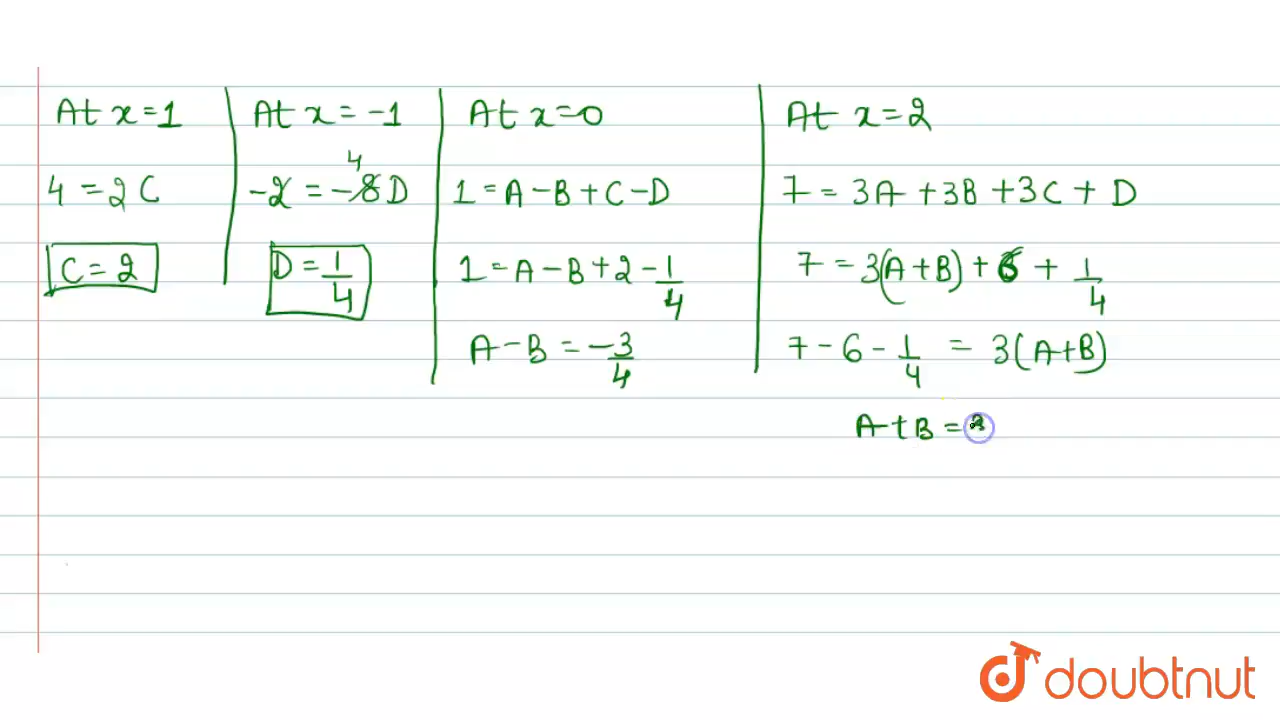 At x=1
4 = 2C
C = 2
At x = -1
-2 = -8D
4
D = 1/4
At x=0
1 = A - B + C - D
1 = A - B + 2 - 1/4
A - B = -3/4
At x = 2
7 = 3A + 3B + 3C + D
7 = 3(A+B) + 6 + 1/4
7 - 6 - 1/4 = 3(A+B)
A+B =
doubtnut